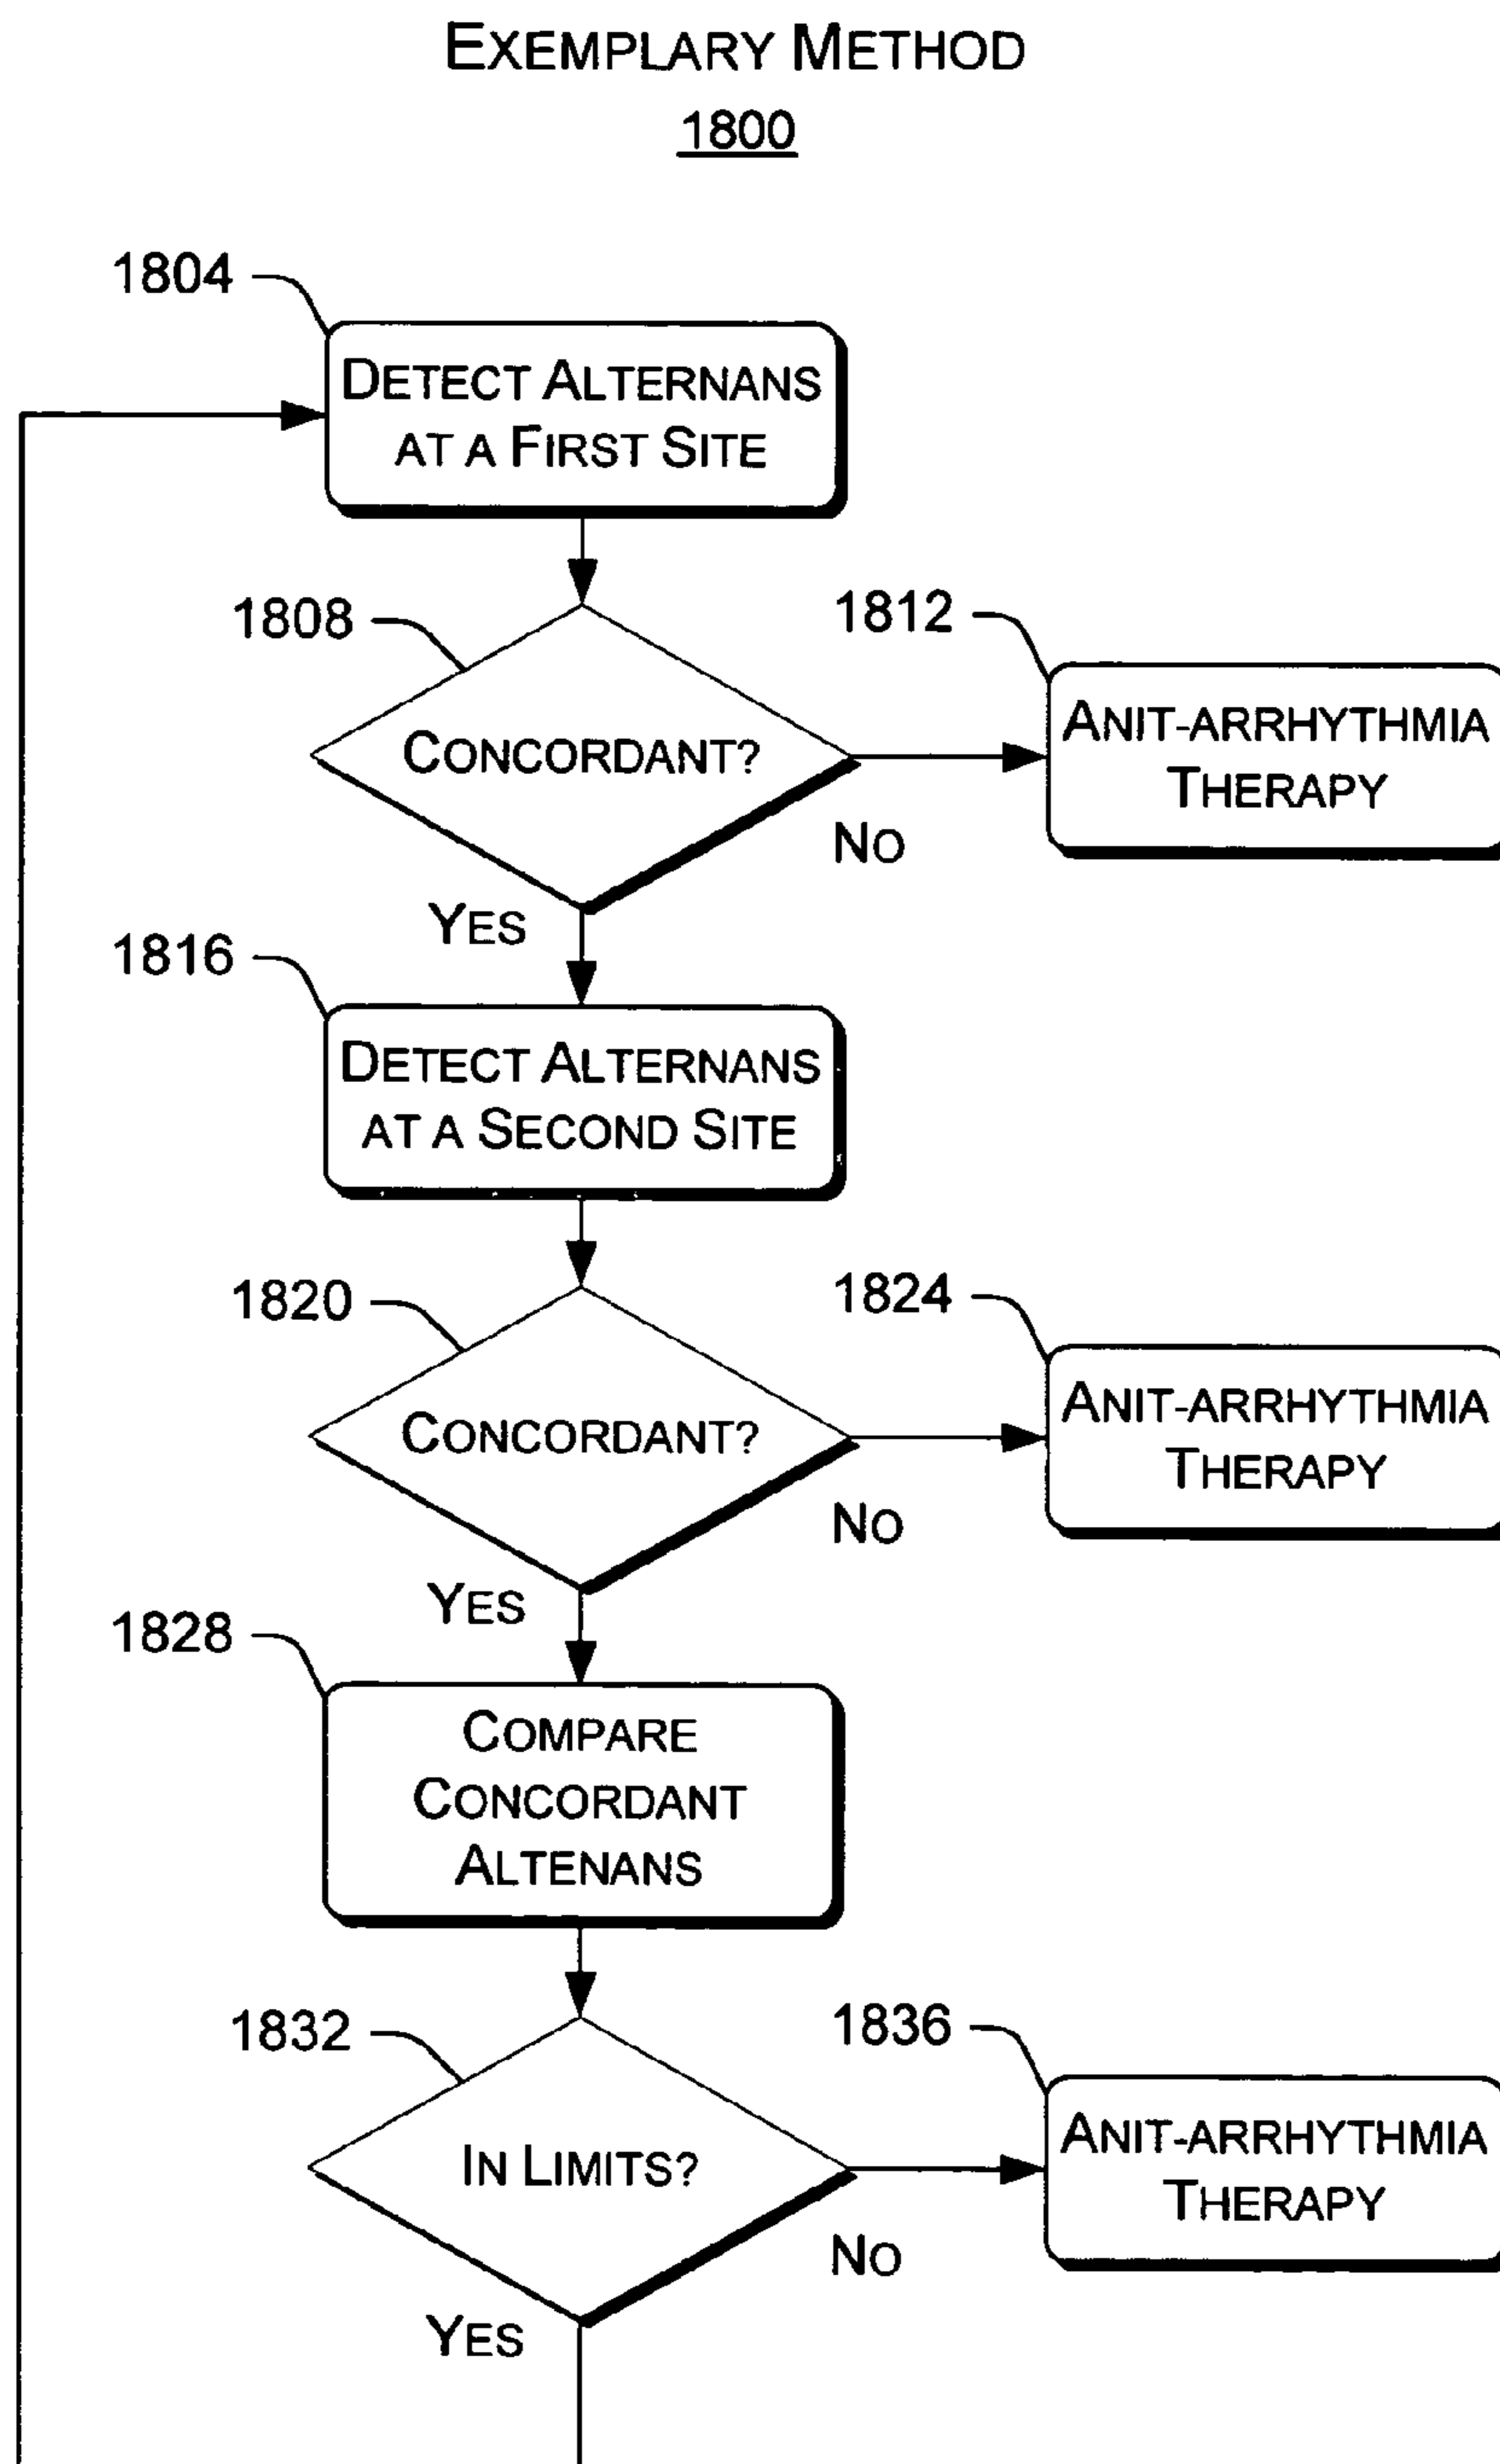 EXEMPLARY METHOD
1800
1804
DETECT ALTERNANS
AT A FIRST SITE
1808
CONCORDANT?
1812
ANIT-ARRHYTHMIA
THERAPY
NO
YES
1816
DETECT ALTERNANS
AT A SECOND SITE
1820
CONCORDANT?
1824
ANIT-ARRHYTHMIA
THERAPY
NO
YES
1828
COMPARE
CONCORDANT
ALTENANS
1832
IN LIMITS?
1836
ANIT-ARRHYTHMIA
THERAPY
NO
YES